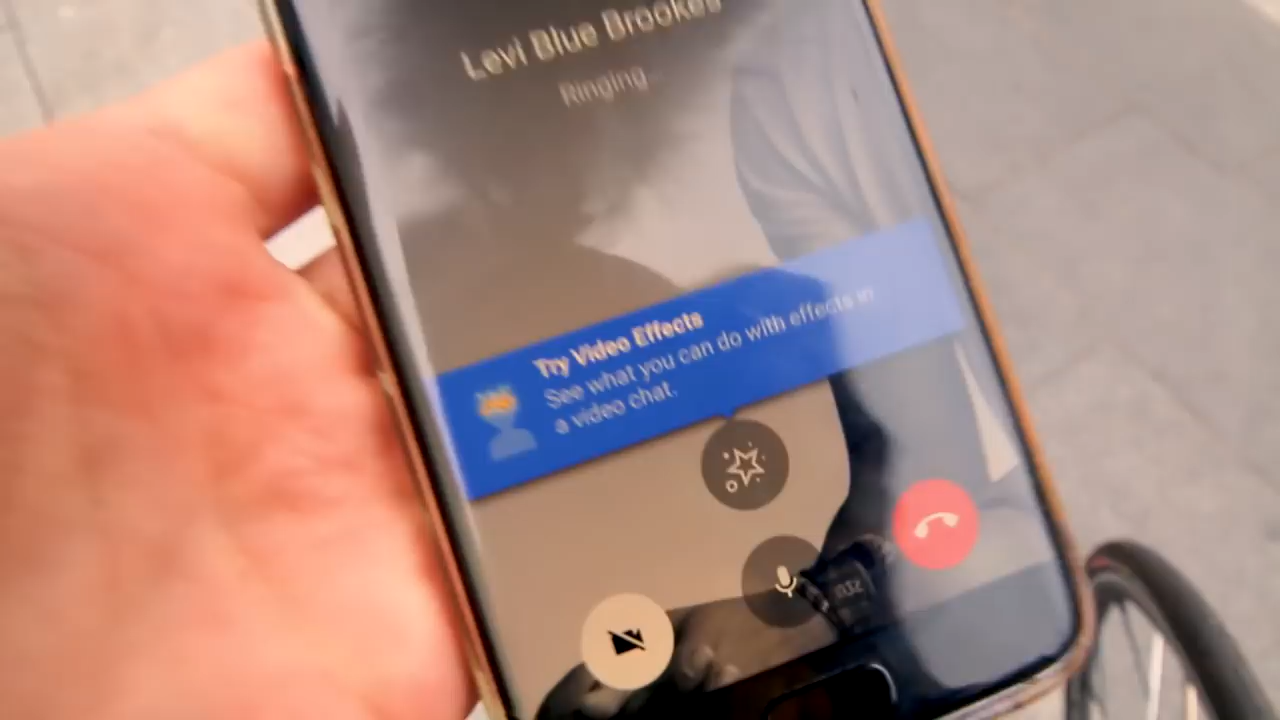 Levi Blue Brookes
Ringing...
Try Video Effects
See what you can do with effects in
a video chat.